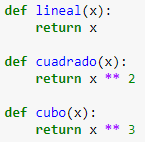 def lineal(x):
    return x
def cuadrado(x):
    return x ** 2
def cubo(x):
    return x ** 3